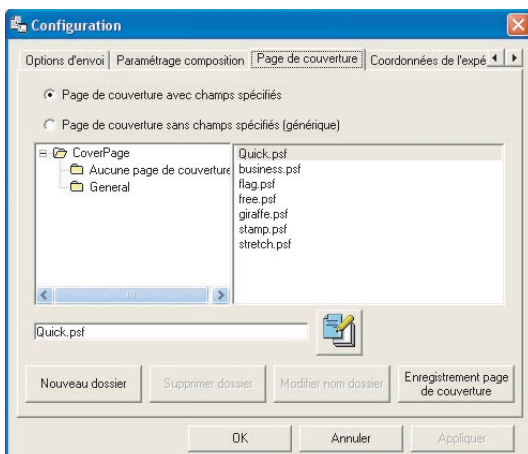 Configuration
Options d'envoi Paramétrage composition Page de couverture Coordonnées de l'expé
Page de couverture avec champs spécifiés
Page de couverture sans champs spécifiés (générique)
CoverPage
Aucune page de couverture
General
Quick.psf
business.psf
flag.psf
free.psf
giraffe.psf
stamp.psf
stretch.psf
Quick.psf
Nouveau dossier Supprimer dossier Modifier nom dossier Enregistrement page
de couverture
OK Annuler Appliquer